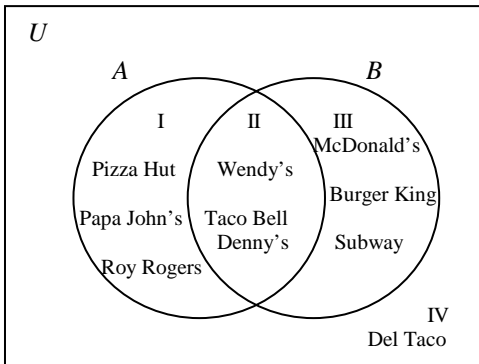 U
A
B
I
II
III
McDonald's
Pizza Hut
Wendy's
Burger King
Papa John's
Taco Bell
Denny's
Subway
Roy Rogers
IV
Del Taco